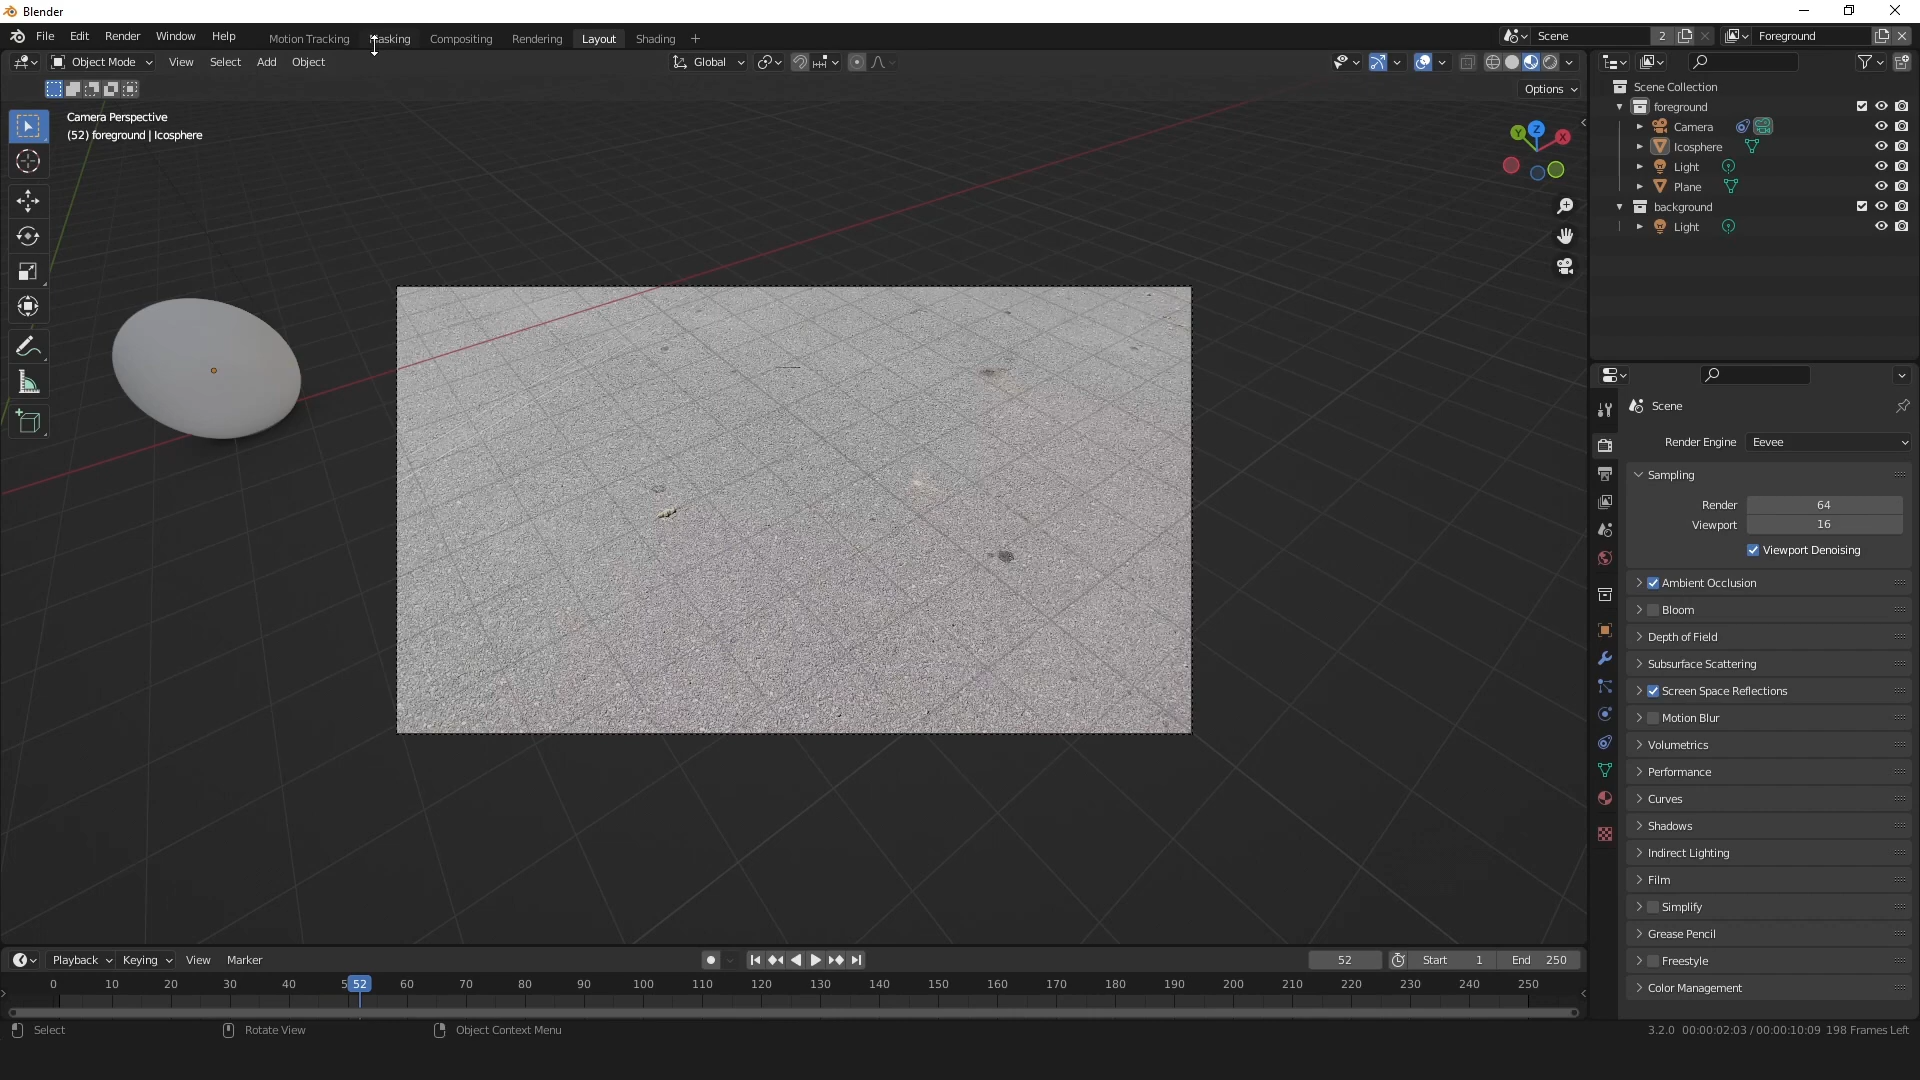 Blender
File Edit Render Window Help Motion Tracking Masking Compositing Rendering Layout Shading + Scene 2 Foreground
Object Mode View Select Add Object Global
Options
Camera Perspective
(52) foreground | Icosphere
Z
Y
X
Scene Collection
foreground
Camera
Icosphere
Light
Plane
background
Light
Scene
Render Engine Eevee
Sampling
Render 64
Viewport 16
Viewport Denoising
Ambient Occlusion
Bloom
Depth of Field
Subsurface Scattering
Screen Space Reflections
Motion Blur
Volumetrics
Performance
Curves
Shadows
Indirect Lighting
Film
Simplify
Grease Pencil
Freestyle
Color Management
Playback Keying View Marker 52 Start 1 End 250
0 10 20 30 40 5 52 60 70 80 90 100 110 120 130 140 150 160 170 180 190 200 210 220 230 240 250
Select Rotate View Object Context Menu 3.2.0 00:00:02:03 / 00:00:10:09 198 Frames Left